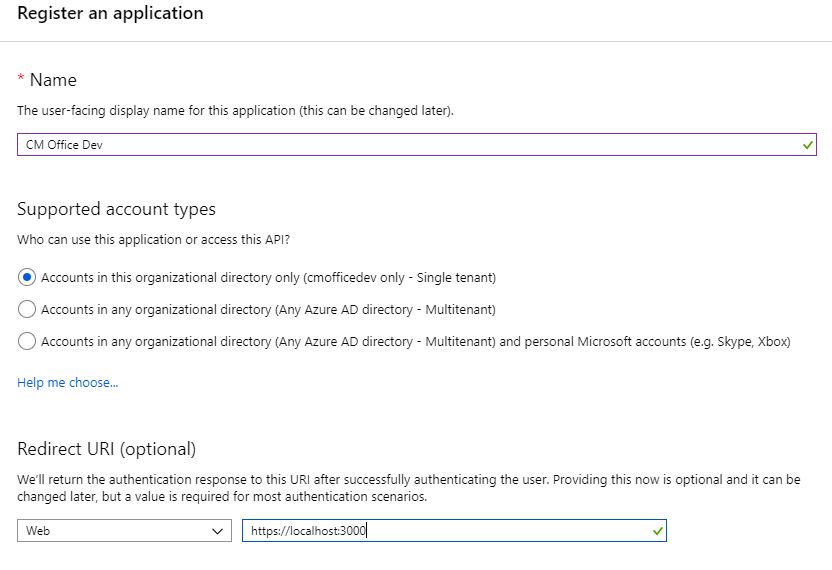 Register an application
* Name
The user-facing display name for this application (this can be changed later).
CM Office Dev
Supported account types
Who can use this application or access this API?
Accounts in this organizational directory only (cmofficedev only - Single tenant)
Accounts in any organizational directory (Any Azure AD directory - Multitenant)
Accounts in any organizational directory (Any Azure AD directory - Multitenant) and personal Microsoft accounts (e.g. Skype, Xbox)
Help me choose...
Redirect URI (optional)
We'll return the authentication response to this URI after successfully authenticating the user. Providing this now is optional and it can be
changed later, but a value is required for most authentication scenarios.
Web https://localhost:3000